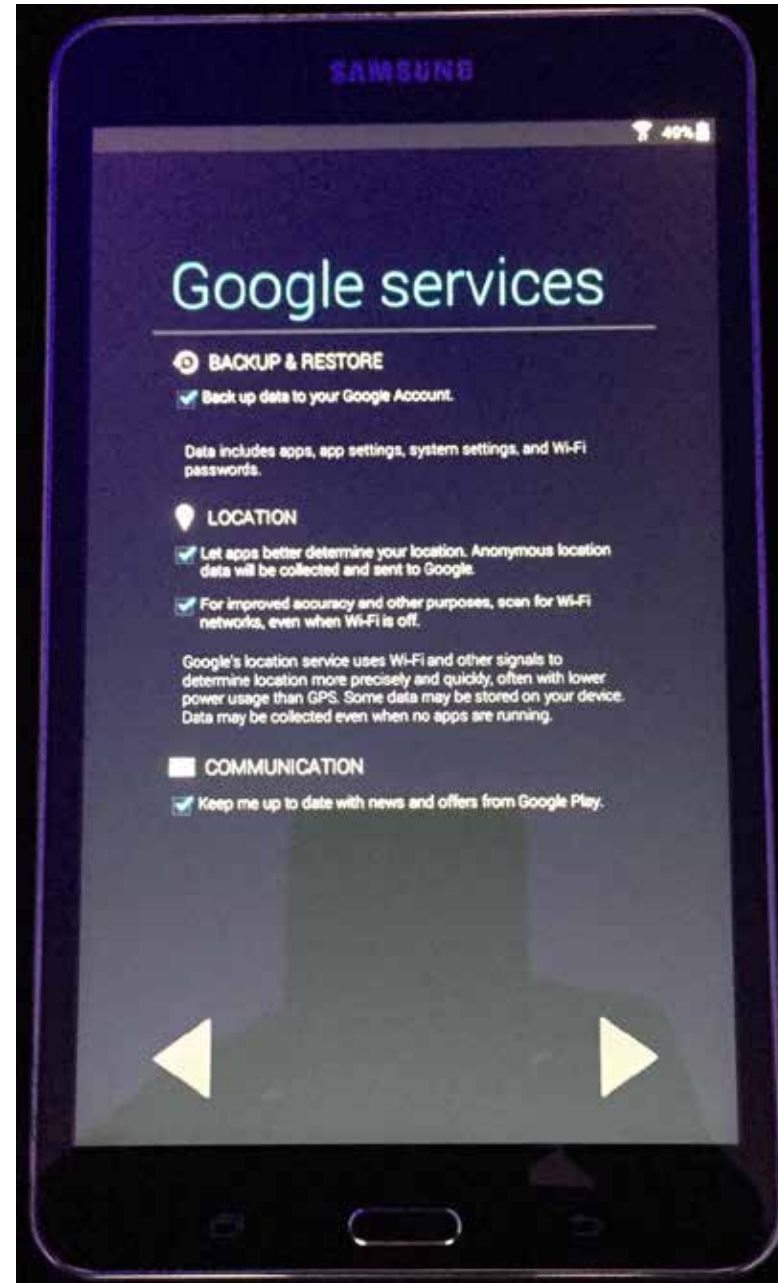 SAMSUNG
49%
Google services
BACKUP & RESTORE
Back up data to your Google Account.
Data includes apps, app settings, system settings, and Wi-Fi
passwords.
LOCATION
Let apps better determine your location. Anonymous location
data will be collected and sent to Google.
For improved accuracy and other purposes, scan for Wi-Fi
networks, even when Wi-Fi is off.
Google's location service uses Wi-Fi and other signals to
determine location more precisely and quickly, often with lower
power usage than GPS. Some data may be stored on your device.
Data may be collected even when no apps are running.
COMMUNICATION
Keep me up to date with news and offers from Google Play.